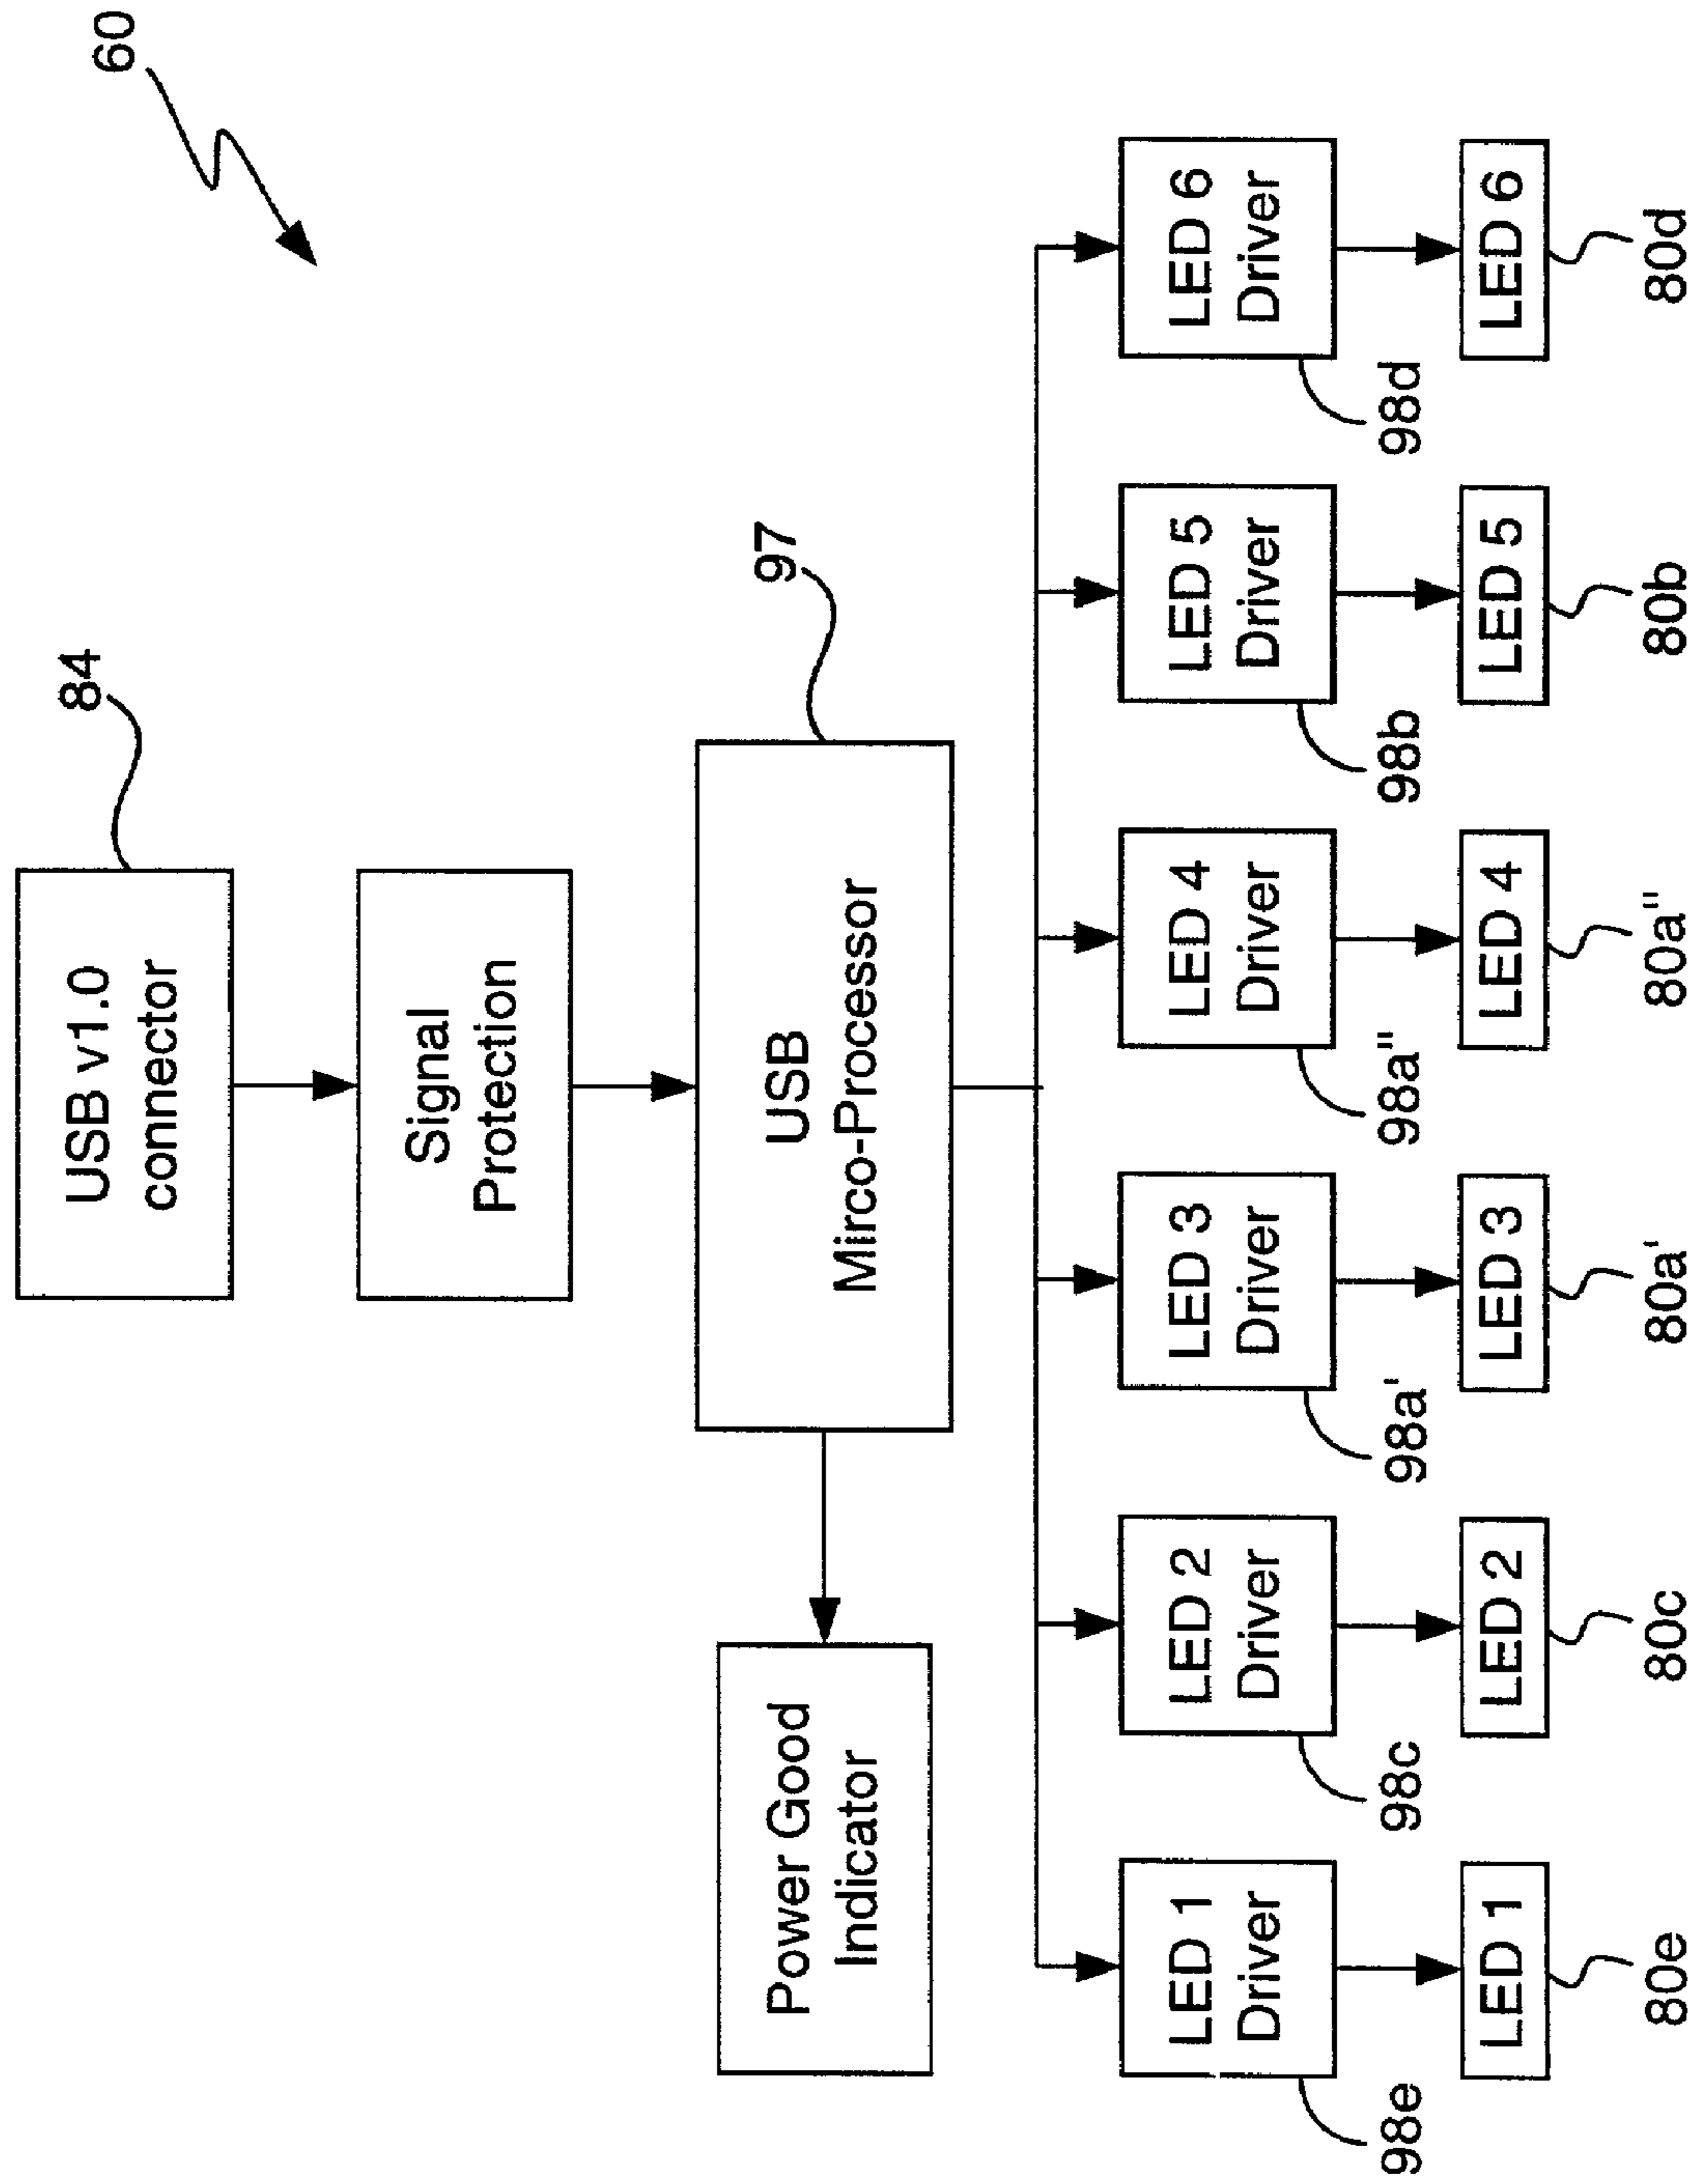 60
84
USB v1.0
connector
Signal
Protection
97
USB
Mirco-Processor
Power Good
Indicator
LED 1
Driver
LED 2
Driver
LED 3
Driver
LED 4
Driver
LED 5
Driver
LED 6
Driver
98e
98c
98a'
98a"
98b
98d
LED 1
LED 2
LED 3
LED 4
LED 5
LED 6
80e
80c
80a'
80a"
80b
80d